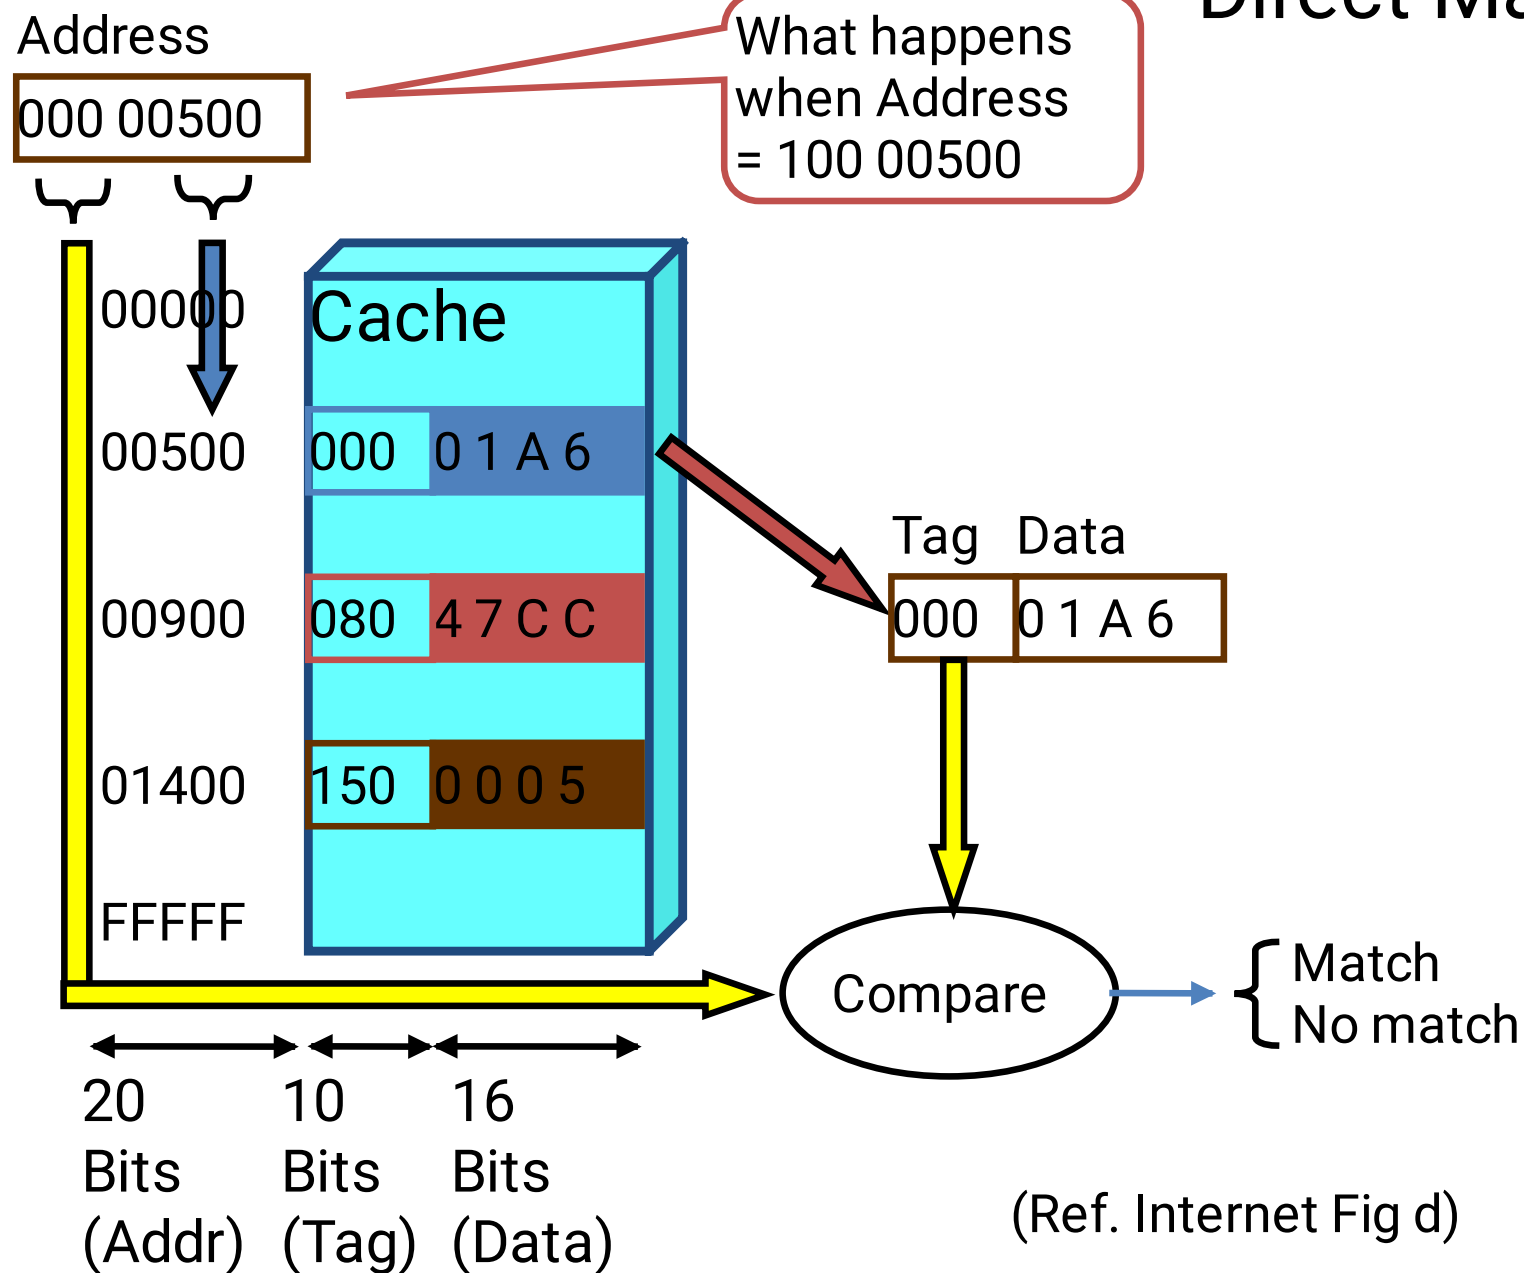 Direct Ma
Address
000 00500
What happens
when Address
= 100 00500
00000
Cache
00500
000
0 1 A 6
Tag
Data
00900
080
4 7 C C
000
0 1 A 6
01400
150
0 0 0 5
FFFFF
Compare
Match
No match
20
Bits
(Addr)
10
Bits
(Tag)
16
Bits
(Data)
(Ref. Internet Fig d)